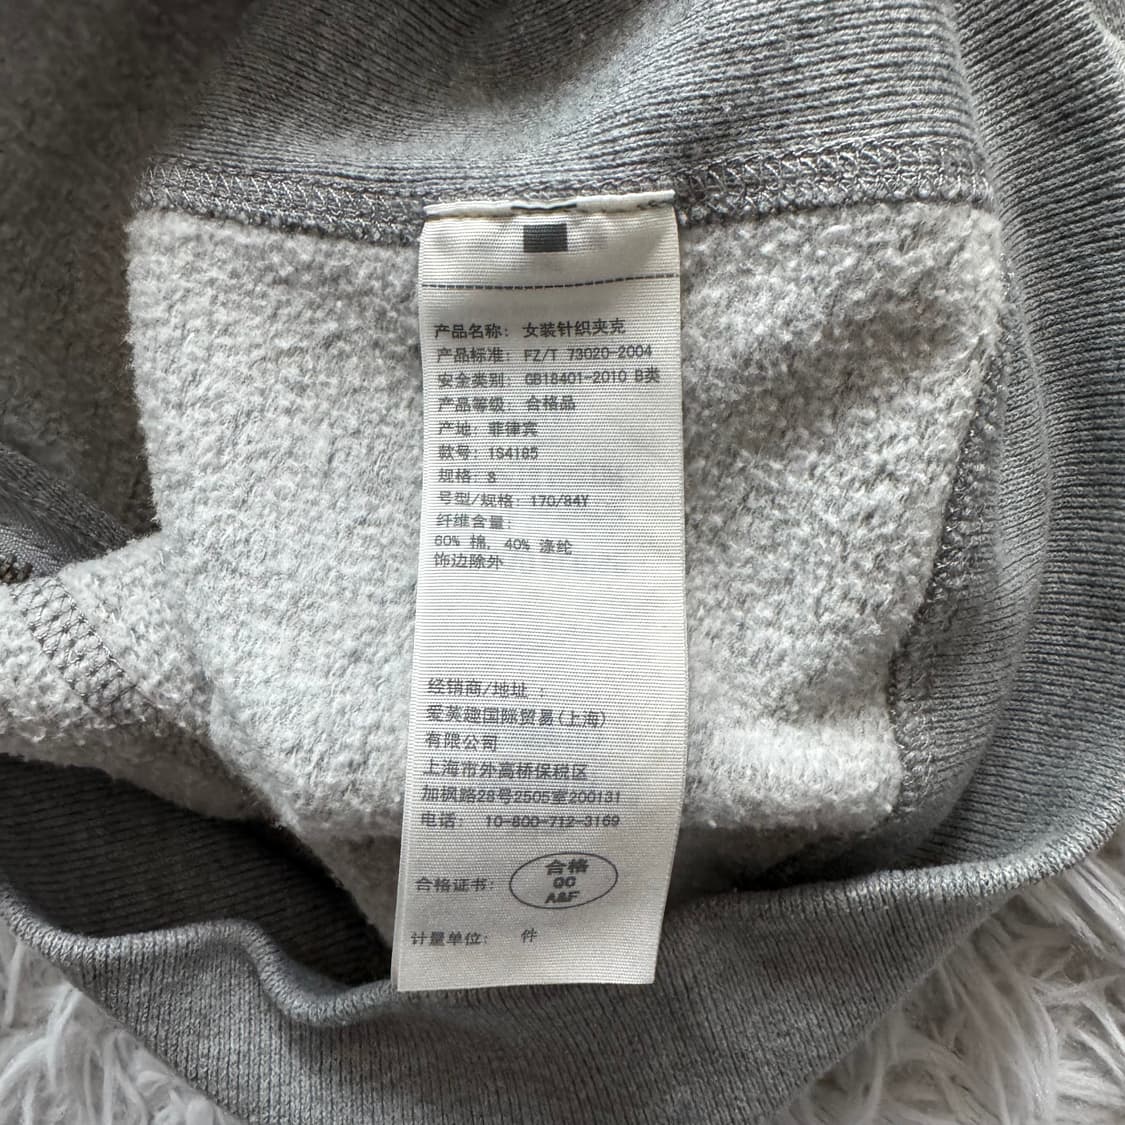 产品名称: 女装针织夹克
产品标准: FZ/T 73020-2004
安全类别: GB18401-2010 B类
产品等级: 合格品
产地: 菲律宾
款号: 1S4185
规格: S
号型/规格: 170/84Y
纤维含量:
60% 棉, 40% 涤纶
饰边除外
经销商/地址 :
爱芙趣国际贸易(上海)
有限公司
上海市外高桥保税区
加枫路26号2505室200131
电话: 10-800-712-3169
合格证书: 合格
QC
A&F
计量单位: 件